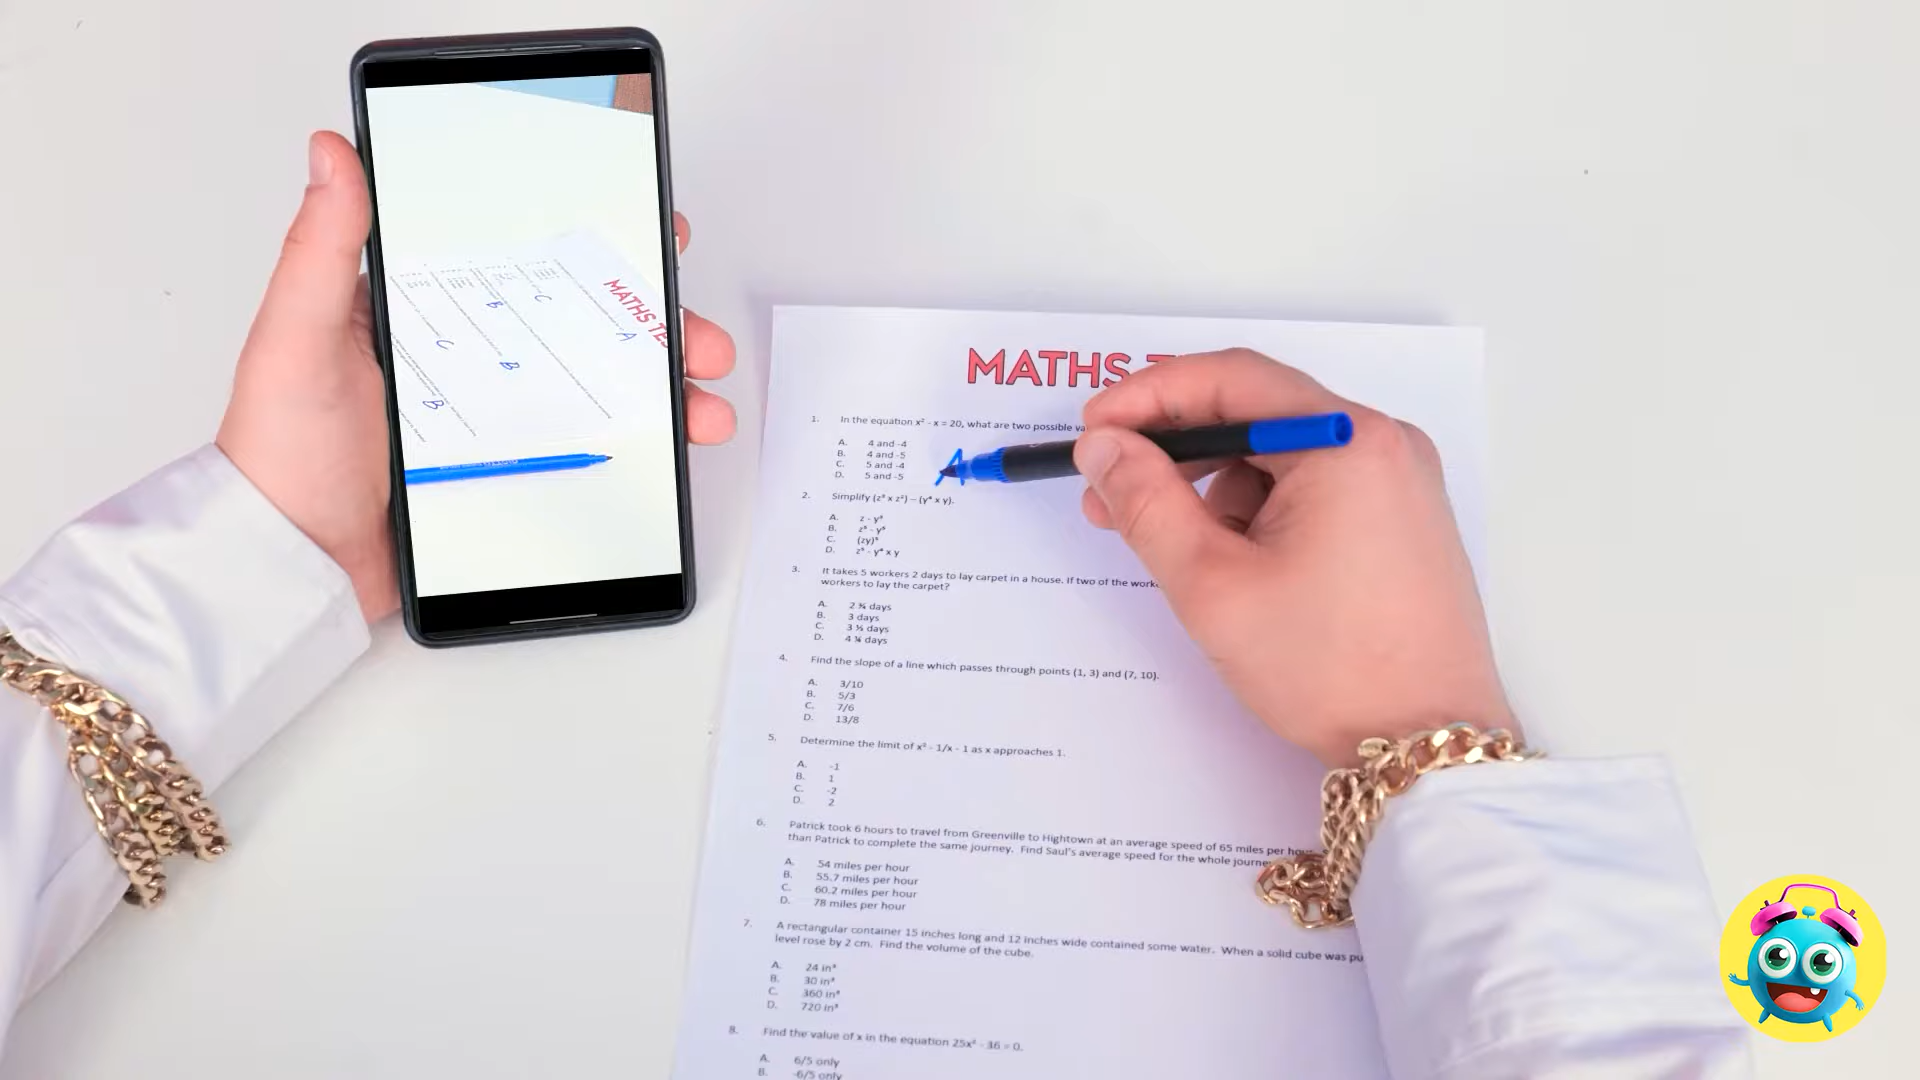 MATHS TES
A
C
B
B
C
B
MATHS T
1. In the equation x² - x = 20, what are two possible va
A. 4 and -4
B. 4 and -5
C. 5 and -4
D. 5 and -5
A
2. Simplify (z³ x z²) – (y⁴ x y).
A. z - y³
B. z⁵ - y⁵
C. (zy)⁵
D. z⁵ - y⁴ x y
3. It takes 5 workers 2 days to lay carpet in a house. If two of the work
workers to lay the carpet?
A. 2 ¾ days
B. 3 days
C. 3 ⅓ days
D. 4 ¼ days
4. Find the slope of a line which passes through points (1, 3) and (7, 10).
A. 3/10
B. 5/3
C. 7/6
D. 13/8
5. Determine the limit of x² - 1/x - 1 as x approaches 1.
A. -1
B. 1
C. -2
D. 2
6. Patrick took 6 hours to travel from Greenville to Hightown at an average speed of 65 miles per hou
than Patrick to complete the same journey. Find Saul's average speed for the whole journe
A. 54 miles per hour
B. 55.7 miles per hour
C. 60.2 miles per hour
D. 78 miles per hour
7. A rectangular container 15 inches long and 12 inches wide contained some water. When a solid cube was pu
level rose by 2 cm. Find the volume of the cube.
A. 24 in³
B. 30 in³
C. 360 in³
D. 720 in³
8. Find the value of x in the equation 25x² - 36 = 0.
A. 6/5 only
B. -6/5 only